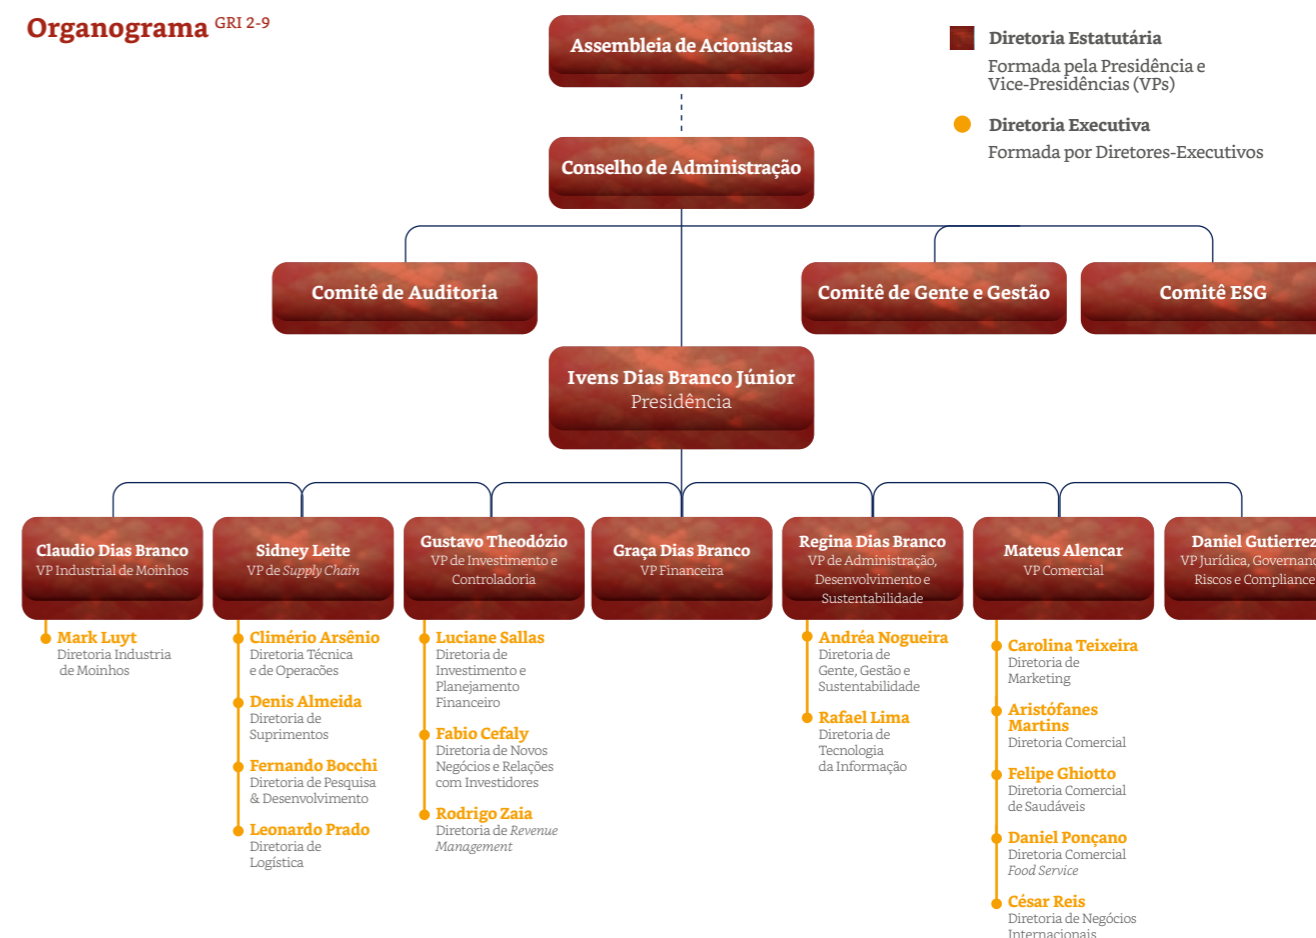 Organograma GRI 2-9
Assembleia de Acionistas
Diretoria Estatutária
Formada pela Presidência e
Vice-Presidências (VPs)
Diretoria Executiva
Formada por Diretores-Executivos
Conselho de Administração
Comitê de Auditoria
Comitê de Gente e Gestão
Comitê ESG
Ivens Dias Branco Júnior
Presidência
Claudio Dias Branco
VP Industrial de Moinhos
Mark Luyt
Diretoria Industria
de Moinhos
Sidney Leite
VP de Supply Chain
Climério Arsênio
Diretoria Técnica
e de Operacões
Denis Almeida
Diretoria de
Suprimentos
Fernando Bocchi
Diretoria de Pesquisa
& Desenvolvimento
Leonardo Prado
Diretoria de
Logística
Gustavo Theodózio
VP de Investimento e
Controladoria
Luciane Sallas
Diretoria de
Investimento e
Planejamento
Financeiro
Fabio Cefaly
Diretoria de Novos
Negócios e Relações
com Investidores
Rodrigo Zaia
Diretoria de Revenue
Management
Graça Dias Branco
VP Financeira
Regina Dias Branco
VP de Administração,
Desenvolvimento e
Sustentabilidade
Andréa Nogueira
Diretoria de
Gente, Gestão e
Sustentabilidade
Rafael Lima
Diretoria de
Tecnologia
da Informação
Mateus Alencar
VP Comercial
Carolina Teixeira
Diretoria de
Marketing
Aristófanes
Martins
Diretoria Comercial
Felipe Ghiotto
Diretoria Comercial
de Saudáveis
Daniel Ponçano
Diretoria Comercial
Food Service
César Reis
Diretoria de Negócios
Internacionais
Daniel Gutierrez
VP Jurídica, Governanç
Riscos e Compliance